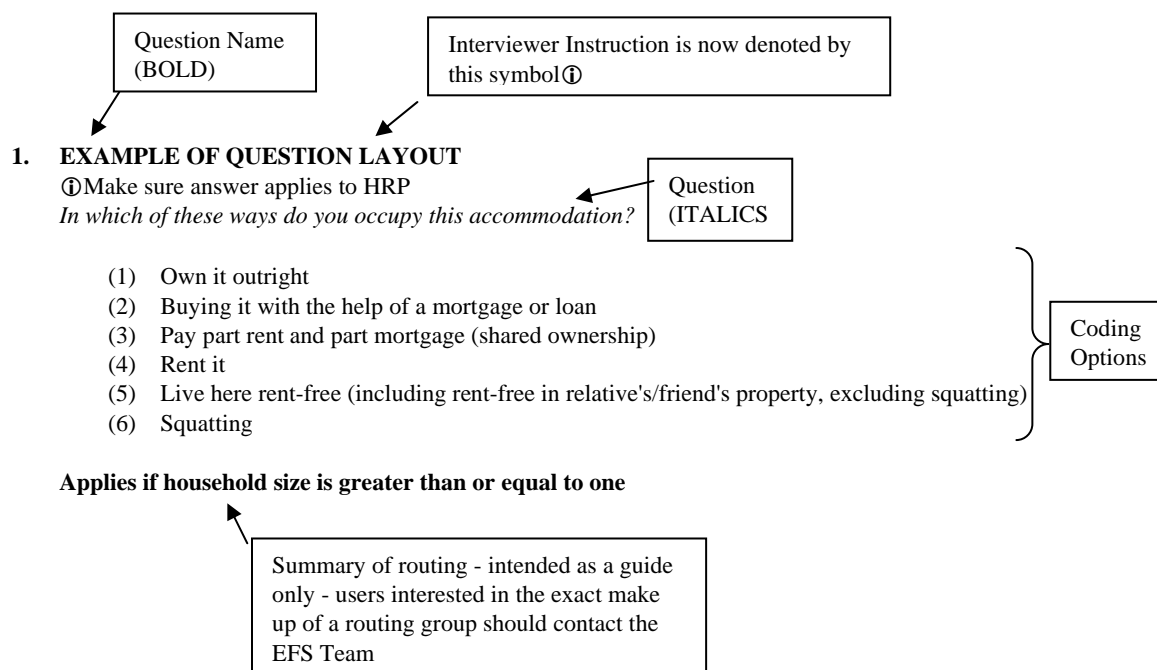 Question Name
(BOLD)
Interviewer Instruction is now denoted by
this symbolⓘ
1. EXAMPLE OF QUESTION LAYOUT
ⓘMake sure answer applies to HRP
In which of these ways do you occupy this accommodation?
Question
(ITALICS
(1) Own it outright
(2) Buying it with the help of a mortgage or loan
(3) Pay part rent and part mortgage (shared ownership)
(4) Rent it
(5) Live here rent-free (including rent-free in relative's/friend's property, excluding squatting)
(6) Squatting
Coding
Options
Applies if household size is greater than or equal to one
Summary of routing - intended as a guide
only - users interested in the exact make
up of a routing group should contact the
EFS Team